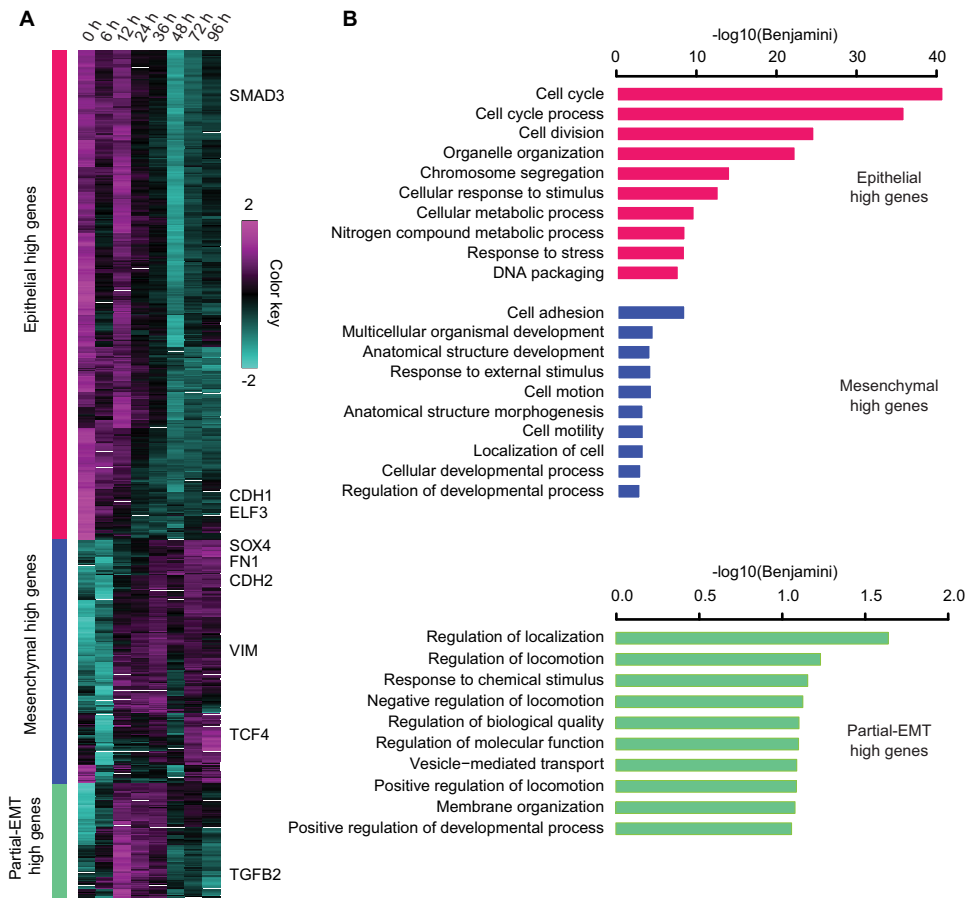 A
0 h
6 h
12 h
24 h
36 h
48 h
72 h
96 h
Epithelial high genes
Mesenchymal high genes
Partial-EMT
high genes
SMAD3
CDH1
ELF3
SOX4
FN1
CDH2
VIM
TCF4
TGFB2
2
Color key
-2
B
-log10(Benjamini)
0 10 20 30 40
Cell cycle
Cell cycle process
Cell division
Organelle organization
Chromosome segregation
Cellular response to stimulus
Cellular metabolic process
Nitrogen compound metabolic process
Response to stress
DNA packaging
Epithelial
high genes
Cell adhesion
Multicellular organismal development
Anatomical structure development
Response to external stimulus
Cell motion
Anatomical structure morphogenesis
Cell motility
Localization of cell
Cellular developmental process
Regulation of developmental process
Mesenchymal
high genes
-log10(Benjamini)
0.0 0.5 1.0 1.5 2.0
Regulation of localization
Regulation of locomotion
Response to chemical stimulus
Negative regulation of locomotion
Regulation of biological quality
Regulation of molecular function
Vesicle−mediated transport
Positive regulation of locomotion
Membrane organization
Positive regulation of developmental process
Partial-EMT
high genes